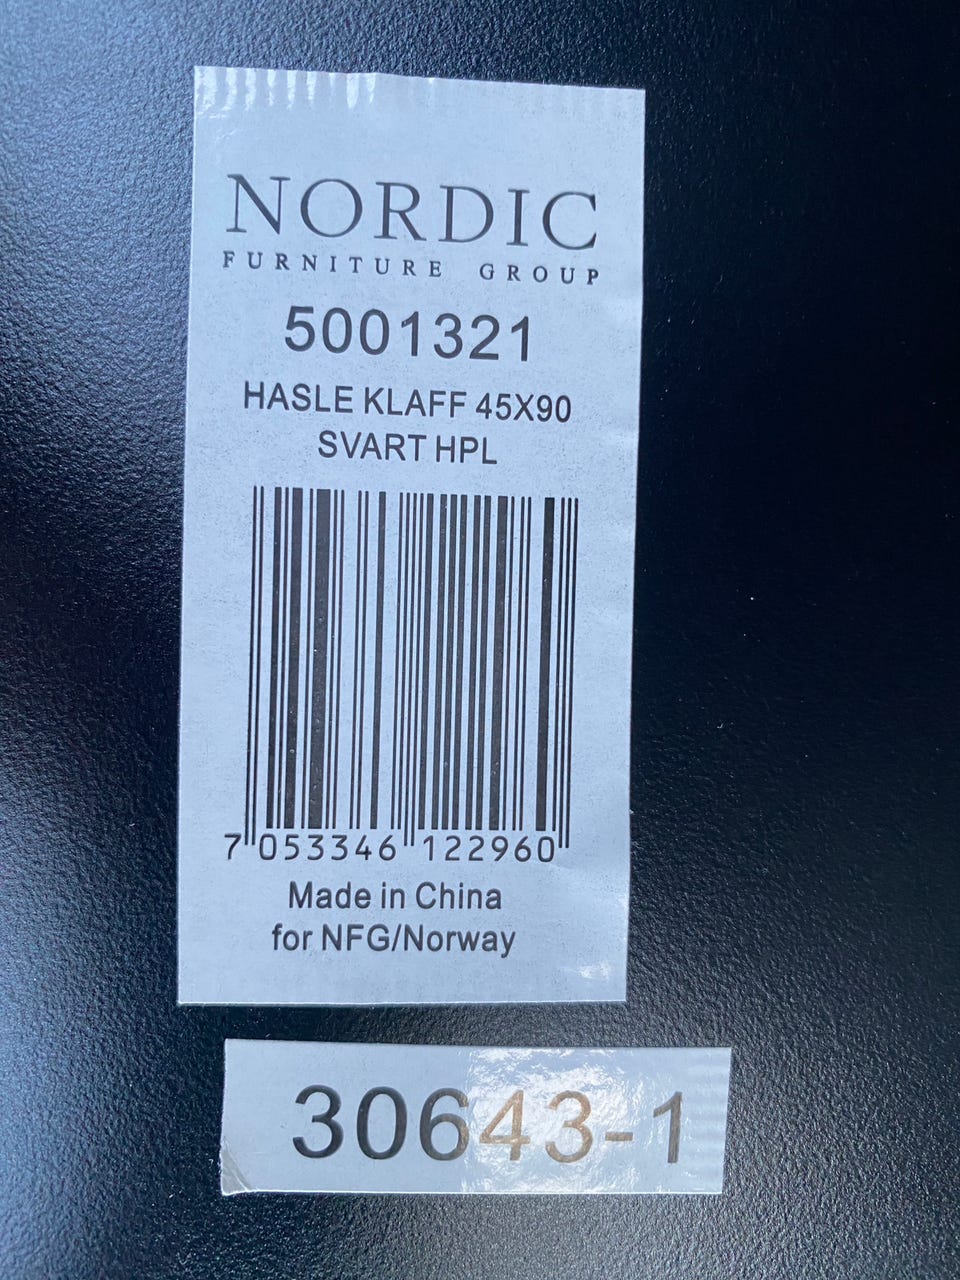 NORDIC
FURNITURE GROUP
5001321
HASLE KLAFF 45X90
SVART HPL
7 053346 122960
Made in China
for NFG/Norway
30643-1